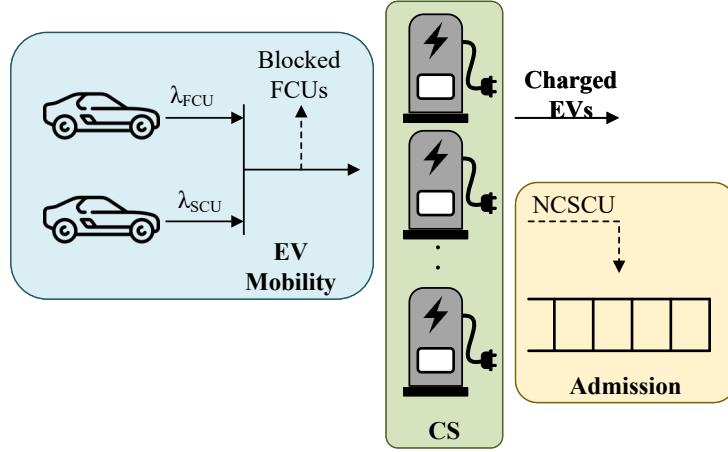 Blocked
FCUs
λFCU
λSCU
EV
Mobility
CS
Charged
EVs
NCSCU
Admission